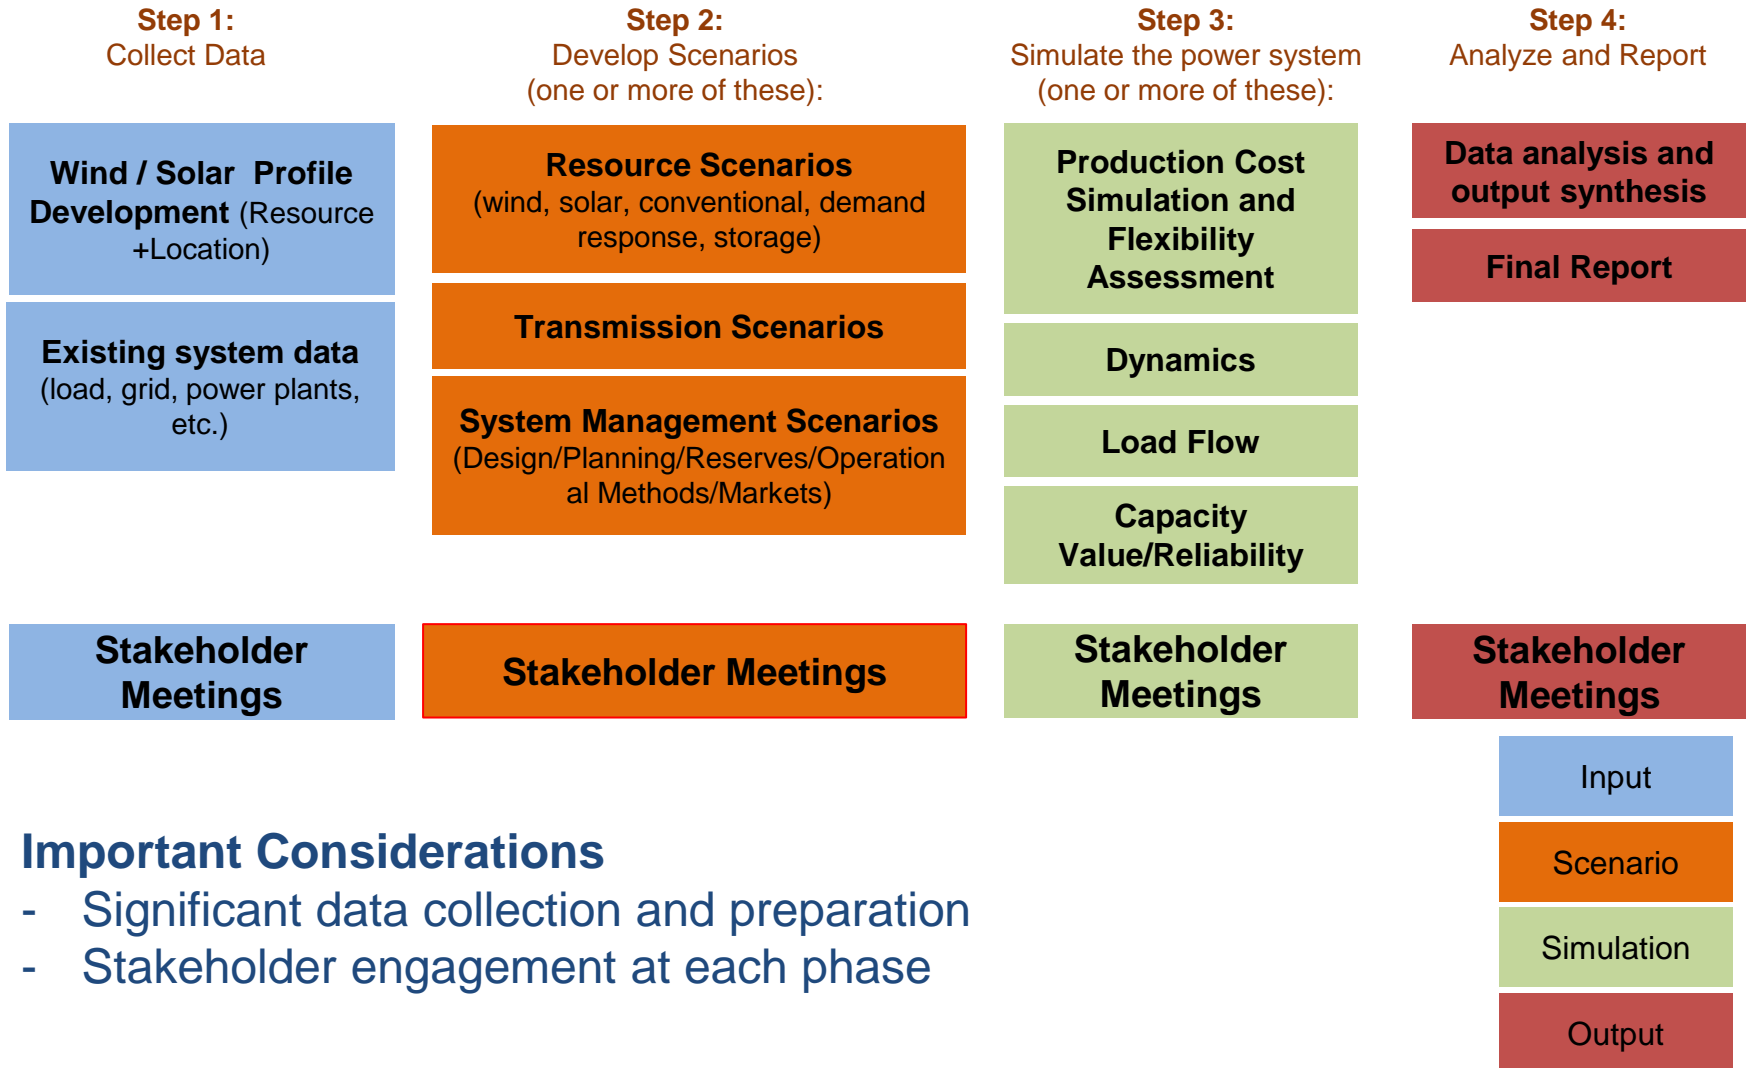 Step 1:
Collect Data
Step 2:
Develop Scenarios
(one or more of these):
Step 3:
Simulate the power system
(one or more of these):
Step 4:
Analyze and Report
Wind / Solar  Profile
Development (Resource
+Location)
Existing system data
(load, grid, power plants,
etc.)
Resource Scenarios
(wind, solar, conventional, demand
response, storage)
Transmission Scenarios
System Management Scenarios
(Design/Planning/Reserves/Operation
al Methods/Markets)
Production Cost
Simulation and
Flexibility
Assessment
Dynamics
Load Flow
Capacity
Value/Reliability
Data analysis and
output synthesis
Final Report
Stakeholder
Meetings
Stakeholder Meetings
Stakeholder
Meetings
Stakeholder
Meetings
Input
Scenario
Simulation
Output
Important Considerations
- Significant data collection and preparation
- Stakeholder engagement at each phase